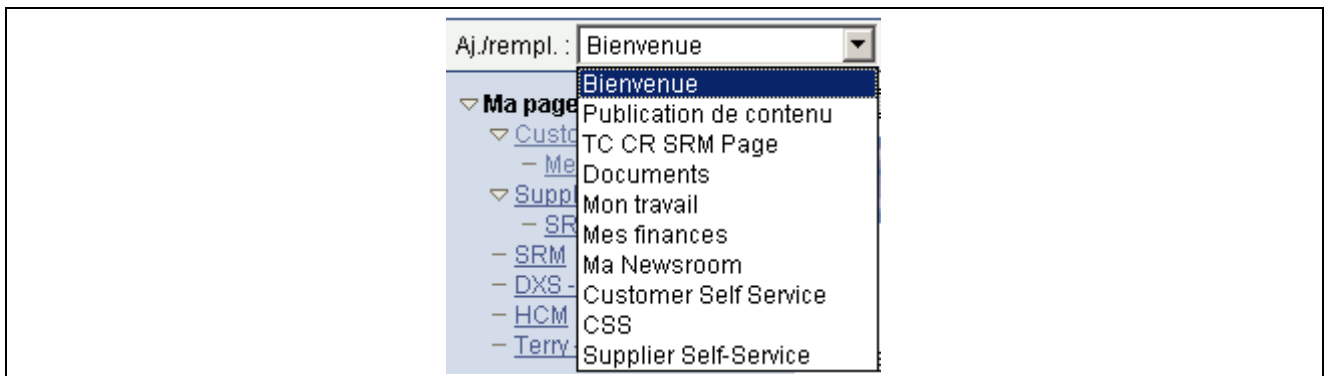 Aj./rempl. : Bienvenue
Bienvenue
Ma page
Publication de contenu
TC CR SRM Page
Documents
Mon travail
Mes finances
SRM
Ma Newsroom
DXS -
Customer Self Service
HCM
CSS
Terry
Supplier Self-Service